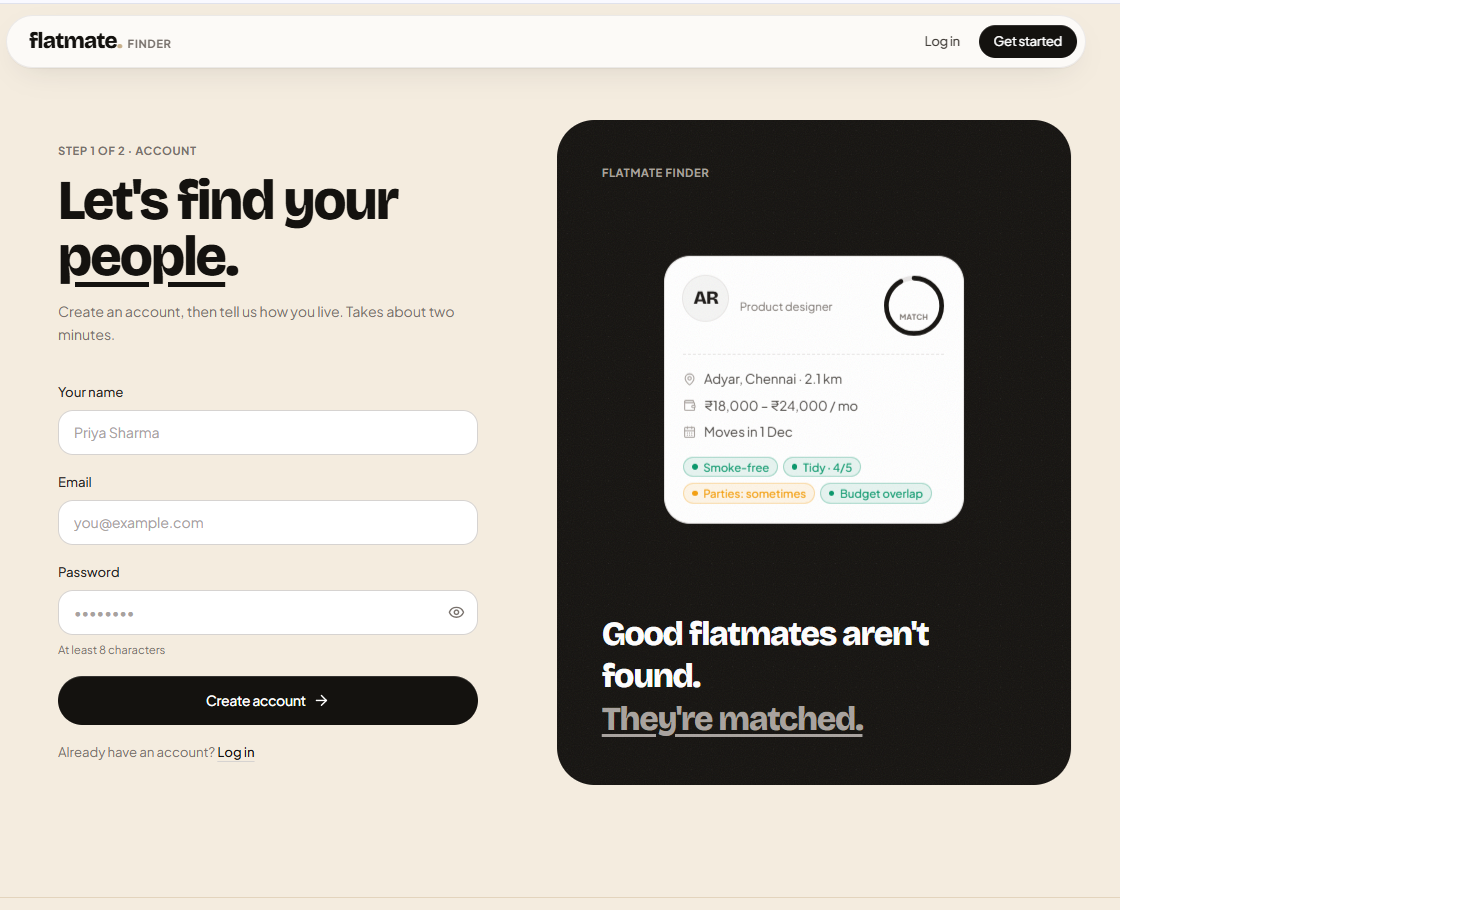 flatmate. FINDER
Log in
Get started
STEP 1 OF 2 · ACCOUNT
Let's find your
people.
Create an account, then tell us how you live. Takes about two
minutes.
Your name
Priya Sharma
Email
you@example.com
Password
••••••••
At least 8 characters
Create account →
Already have an account? Log in
FLATMATE FINDER
AR
Product designer
MATCH
Adyar, Chennai · 2.1 km
₹18,000 – ₹24,000 / mo
Moves in 1 Dec
Smoke-free
Tidy · 4/5
Parties: sometimes
Budget overlap
Good flatmates aren't
found.
They're matched.